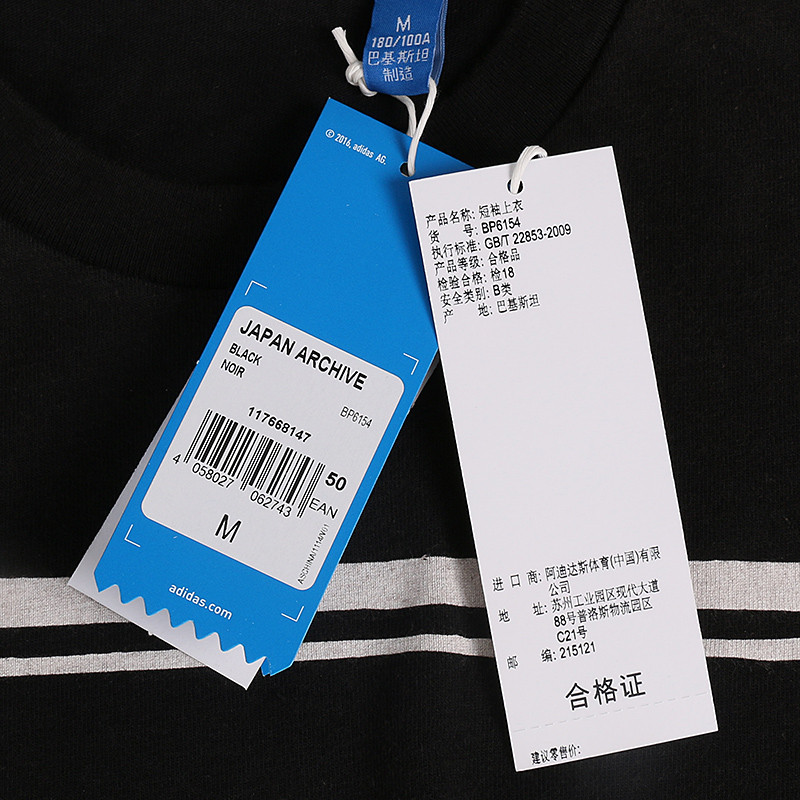 M
180/100A
巴基斯坦
制造
© 2016, adidas AG.
JAPAN ARCHIVE
BLACK
NOIR
BP6154
117668147
4 058027 062743
50
EAN
M
ASCHINA/1114/V01
adidas.com
产品名称: 短袖上衣
货 号: BP6154
执行标准: GB/T 22853-2009
产品等级: 合格品
检验合格: 检18
安全类别: B类
产 地: 巴基斯坦
进 口 商: 阿迪达斯体育(中国)有限
公司
地 址: 苏州工业园区现代大道
88号普洛斯物流园区
C21号
邮 编: 215121
合格证
建议零售价: